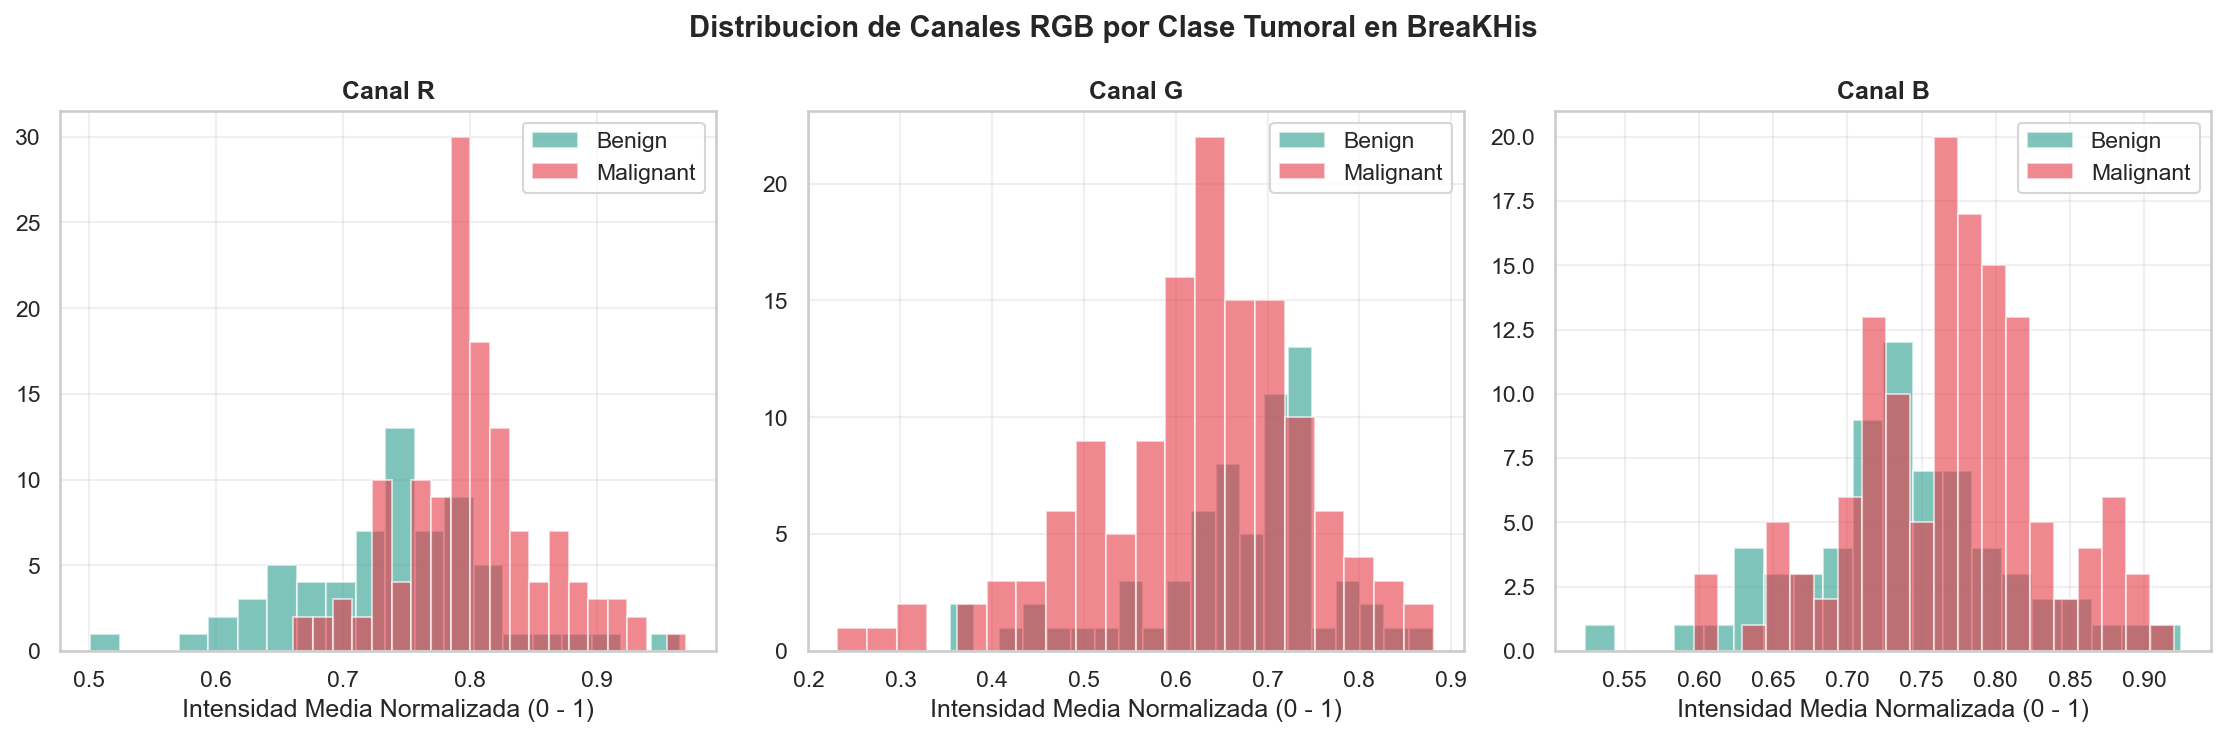 Distribucion de Canales RGB por Clase Tumoral en BreaKHis
Canal R
30
25
20
15
10
5
0
0.5 0.6 0.7 0.8 0.9
Intensidad Media Normalizada (0 - 1)
Benign
Malignant
Canal G
20
15
10
5
0
0.2 0.3 0.4 0.5 0.6 0.7 0.8 0.9
Intensidad Media Normalizada (0 - 1)
Benign
Malignant
Canal B
20.0
17.5
15.0
12.5
10.0
7.5
5.0
2.5
0.0
0.55 0.60 0.65 0.70 0.75 0.80 0.85 0.90
Intensidad Media Normalizada (0 - 1)
Benign
Malignant